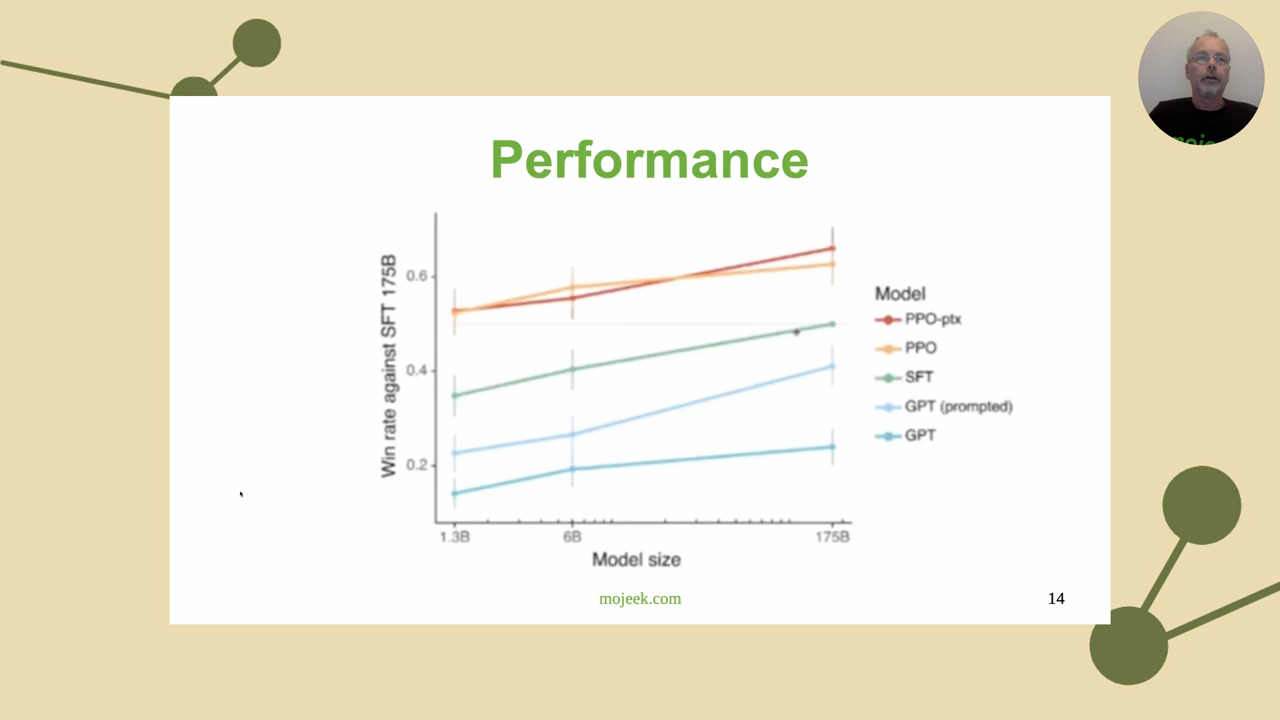 Performance
Win rate against SFT 175B
0.6
0.4
0.2
1.3B
6B
175B
Model size
Model
PPO-ptx
PPO
SFT
GPT (prompted)
GPT
mojeek.com
14